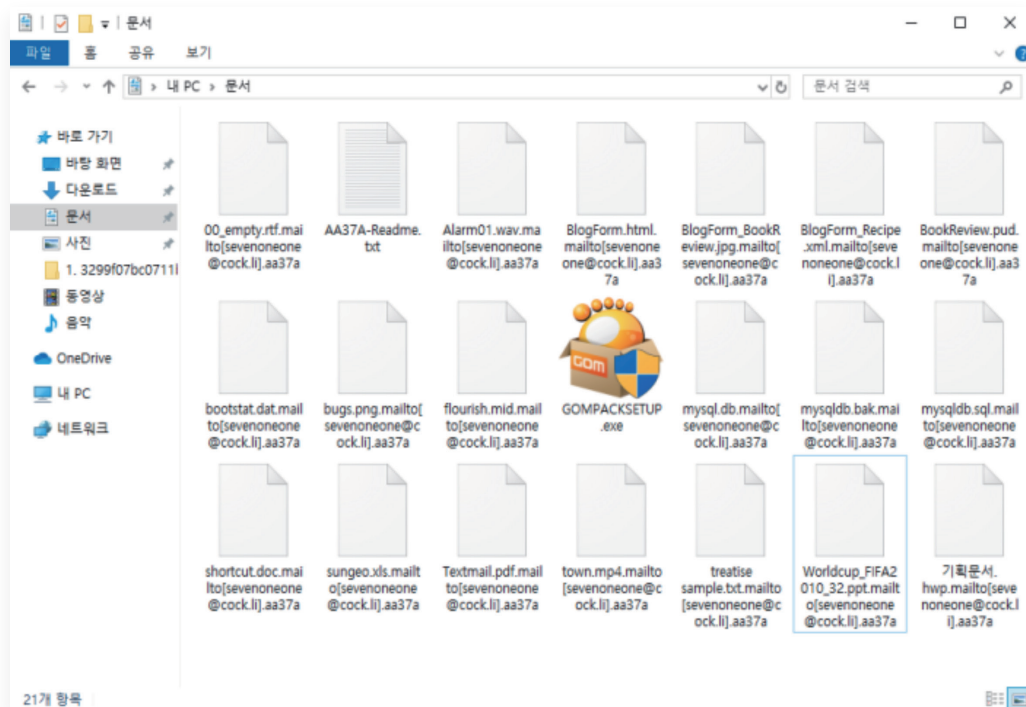 문서
파일 홈 공유 보기
내 PC › 문서
문서 검색
바로 가기
바탕 화면
다운로드
문서
사진
1. 3299f07bc0711
동영상
음악
OneDrive
내 PC
네트워크
00_empty.rtf.mai
lto[sevenoneone
@cock.li].aa37a
AA37A-Readme.
txt
Alarm01.wav.ma
ilto[sevenoneone
@cock.li].aa37a
BlogForm.html.
mailto[sevenone
one@cock.li].aa3
7a
BlogForm_BookR
eview.jpg.mailto[
sevenoneone@c
ock.li].aa37a
BlogForm_Recipe
.xml.mailto[seve
noneone@cock.l
i].aa37a
BookReview.pud.
mailto[sevenone
one@cock.li].aa3
7a
bootstat.dat.mail
to[sevenoneone
@cock.li].aa37a
bugs.png.mailto[
sevenoneone@c
ock.li].aa37a
flourish.mid.mail
to[sevenoneone
@cock.li].aa37a
GOM
GOMPACKSETUP
.exe
mysql.db.mailto[
sevenoneone@c
ock.li].aa37a
mysqldb.bak.mai
lto[sevenoneone
@cock.li].aa37a
mysqldb.sql.mail
to[sevenoneone
@cock.li].aa37a
shortcut.doc.mai
lto[sevenoneone
@cock.li].aa37a
sungeo.xls.mailt
o[sevenoneone
@cock.li].aa37a
Textmail.pdf.mail
to[sevenoneone
@cock.li].aa37a
town.mp4.mailto
[sevenoneone@c
ock.li].aa37a
treatise
sample.txt.mailto
[sevenoneone@c
ock.li].aa37a
Worldcup_FIFA2
010_32.ppt.mailt
o[sevenoneone
@cock.li].aa37a
기획문서.
hwp.mailto[seve
noneone@cock.l
i].aa37a
21개 항목